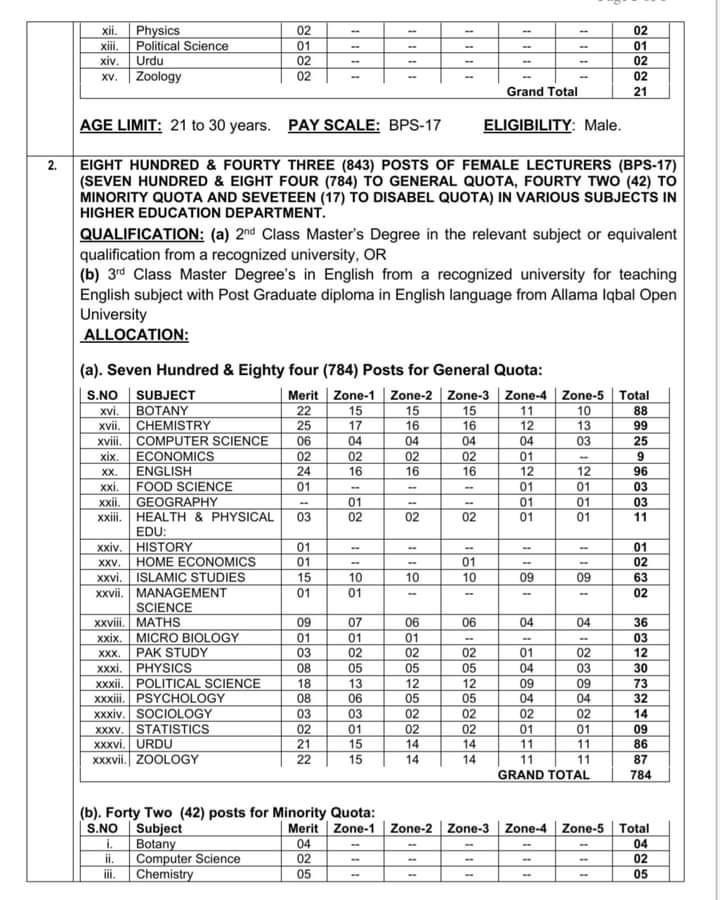 xii. Physics 02 -- -- -- -- -- 02
xiii. Political Science 01 -- -- -- -- -- 01
xiv. Urdu 02 -- -- -- -- -- 02
xv. Zoology 02 -- -- -- -- -- 02
Grand Total 21
AGE LIMIT: 21 to 30 years. PAY SCALE: BPS-17 ELIGIBILITY: Male.
2. EIGHT HUNDRED & FOURTY THREE (843) POSTS OF FEMALE LECTURERS (BPS-17)
(SEVEN HUNDRED & EIGHT FOUR (784) TO GENERAL QUOTA, FOURTY TWO (42) TO
MINORITY QUOTA AND SEVETEEN (17) TO DISABEL QUOTA) IN VARIOUS SUBJECTS IN
HIGHER EDUCATION DEPARTMENT.
QUALIFICATION: (a) 2nd Class Master's Degree in the relevant subject or equivalent
qualification from a recognized university, OR
(b) 3rd Class Master Degree's in English from a recognized university for teaching
English subject with Post Graduate diploma in English language from Allama Iqbal Open
University
ALLOCATION:
(a). Seven Hundred & Eighty four (784) Posts for General Quota:
S.NO SUBJECT Merit Zone-1 Zone-2 Zone-3 Zone-4 Zone-5 Total
xvi. BOTANY 22 15 15 15 11 10 88
xvii. CHEMISTRY 25 17 16 16 12 13 99
xviii. COMPUTER SCIENCE 06 04 04 04 04 03 25
xix. ECONOMICS 02 02 02 02 01 -- 9
xx. ENGLISH 24 16 16 16 12 12 96
xxi. FOOD SCIENCE 01 -- -- -- 01 01 03
xxii. GEOGRAPHY -- 01 -- -- 01 01 03
xxiii. HEALTH & PHYSICAL 03 02 02 02 01 01 11
EDU:
xxiv. HISTORY 01 -- -- -- -- -- 01
xxv. HOME ECONOMICS 01 -- -- 01 -- -- 02
xxvi. ISLAMIC STUDIES 15 10 10 10 09 09 63
xxvii. MANAGEMENT 01 01 -- -- -- -- 02
SCIENCE
xxviii. MATHS 09 07 06 06 04 04 36
xxix. MICRO BIOLOGY 01 01 01 -- -- -- 03
xxx. PAK STUDY 03 02 02 02 01 02 12
xxxi. PHYSICS 08 05 05 05 04 03 30
xxxii. POLITICAL SCIENCE 18 13 12 12 09 09 73
xxxiii. PSYCHOLOGY 08 06 05 05 04 04 32
xxxiv. SOCIOLOGY 03 03 02 02 02 02 14
xxxv. STATISTICS 02 01 02 02 01 01 09
xxxvi. URDU 21 15 14 14 11 11 86
xxxvii. ZOOLOGY 22 15 14 14 11 11 87
GRAND TOTAL 784
(b). Forty Two (42) posts for Minority Quota:
S.NO Subject Merit Zone-1 Zone-2 Zone-3 Zone-4 Zone-5 Total
i. Botany 04 -- -- -- -- -- 04
ii. Computer Science 02 -- -- -- -- -- 02
iii. Chemistry 05 -- -- -- -- -- 05